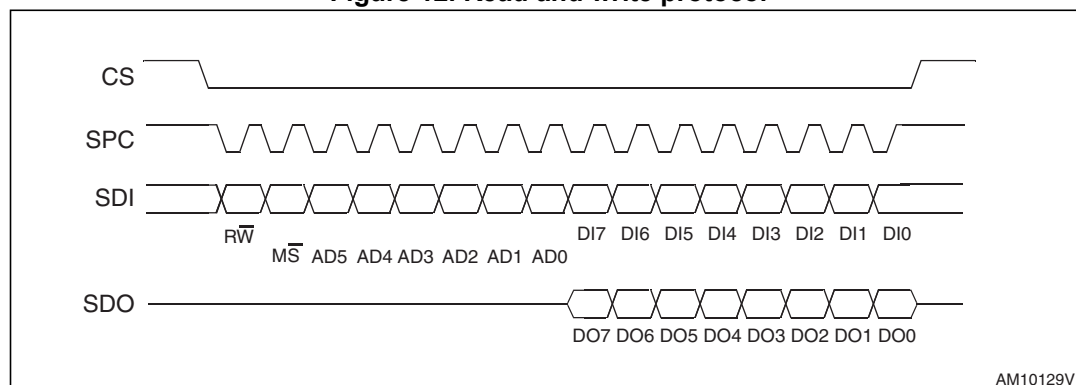 Figure 12. Read and write protocol
CS
SPC
SDI
RW̅
MS̅ AD5 AD4 AD3 AD2 AD1 AD0
DI7 DI6 DI5 DI4 DI3 DI2 DI1 DI0
SDO
DO7 DO6 DO5 DO4 DO3 DO2 DO1 DO0
AM10129V